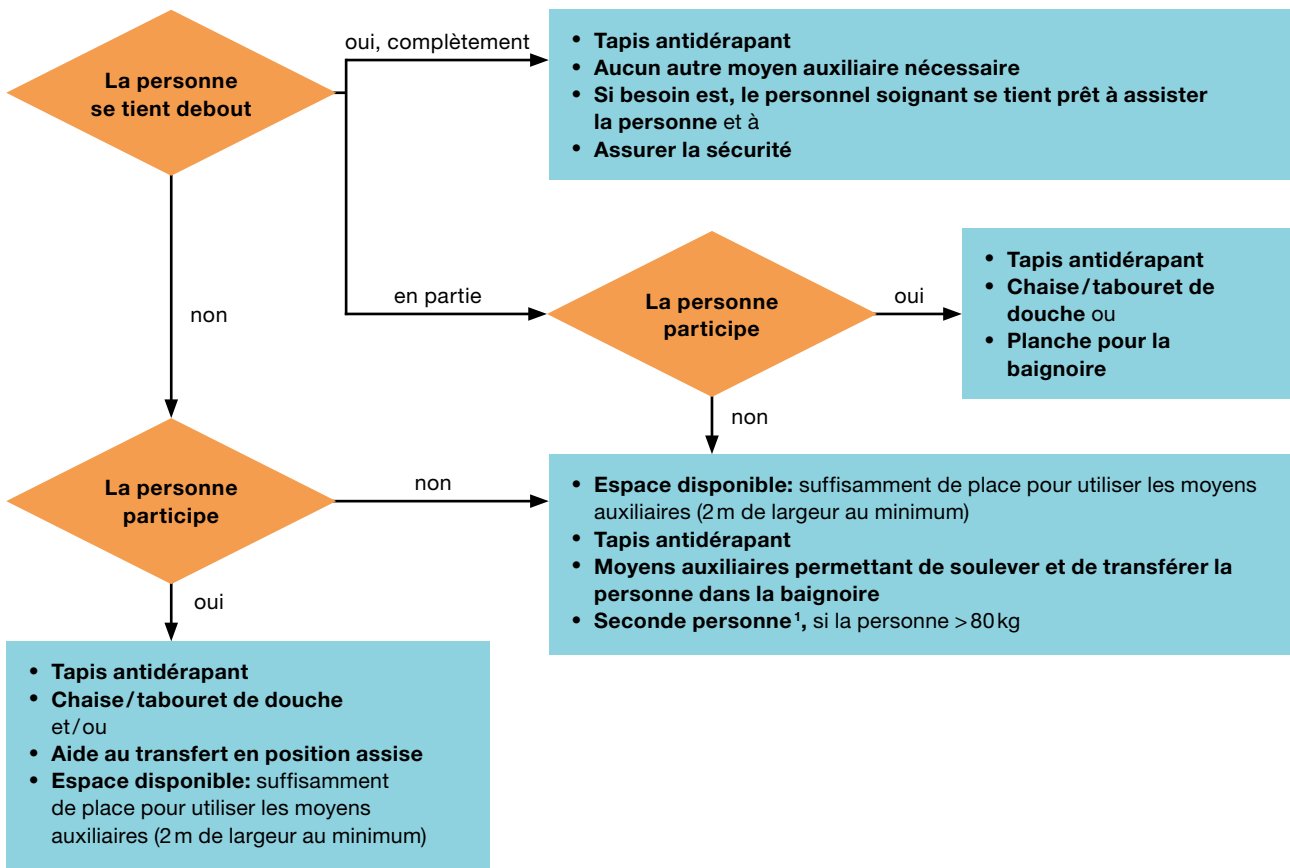 La personne
se tient debout
oui, complètement
• Tapis antidérapant
• Aucun autre moyen auxiliaire nécessaire
• Si besoin est, le personnel soignant se tient prêt à assister
la personne et à
• Assurer la sécurité
non
en partie
La personne
participe
oui
• Tapis antidérapant
• Chaise/tabouret de
douche ou
• Planche pour la
baignoire
non
La personne
participe
non
• Espace disponible: suffisamment de place pour utiliser les moyens
auxiliaires (2 m de largeur au minimum)
• Tapis antidérapant
• Moyens auxiliaires permettant de soulever et de transférer la
personne dans la baignoire
• Seconde personne¹, si la personne > 80 kg
oui
• Tapis antidérapant
• Chaise/tabouret de douche
et/ou
• Aide au transfert en position assise
• Espace disponible: suffisamment
de place pour utiliser les moyens
auxiliaires (2 m de largeur au minimum)